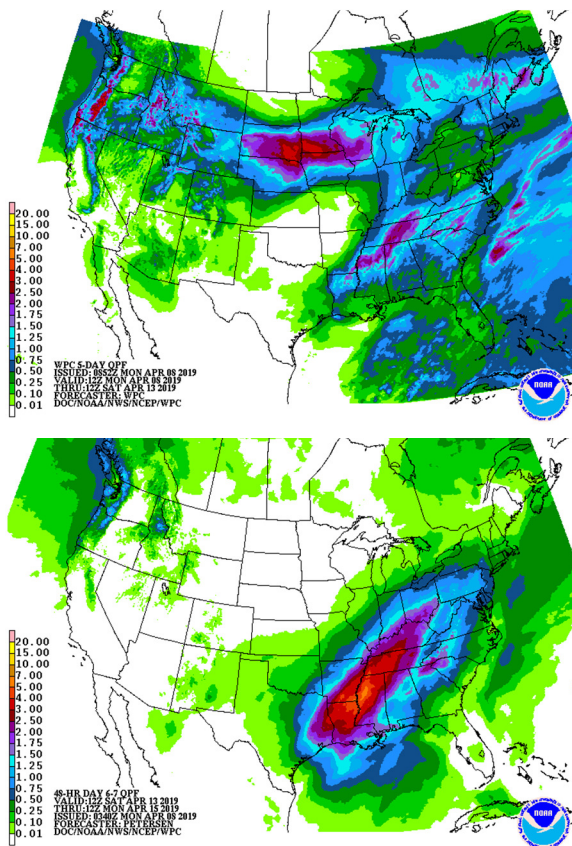 20.00
15.00
10.00
7.00
5.00
4.00
3.00
2.50
2.00
1.75
1.50
1.25
1.00
0.75
0.50
0.25
0.10
0.01
WPC 5-DAY QPF
ISSUED: 0852Z MON APR 08 2019
VALID: 12Z MON APR 08 2019
THRU: 12Z SAT APR 13 2019
FORECASTER: WPC
DOC/NOAA/NWS/NCEP/WPC
NOAA
20.00
15.00
10.00
7.00
5.00
4.00
3.00
2.50
2.00
1.75
1.50
1.25
1.00
0.75
0.50
0.25
0.10
0.01
48-HR DAY 6-7 QPF
VALID: 12Z SAT APR 13 2019
THRU: 12Z MON APR 15 2019
ISSUED: 0340Z MON APR 08 2019
FORECASTER: PETERSEN
DOC/NOAA/NWS/NCEP/WPC
NOAA